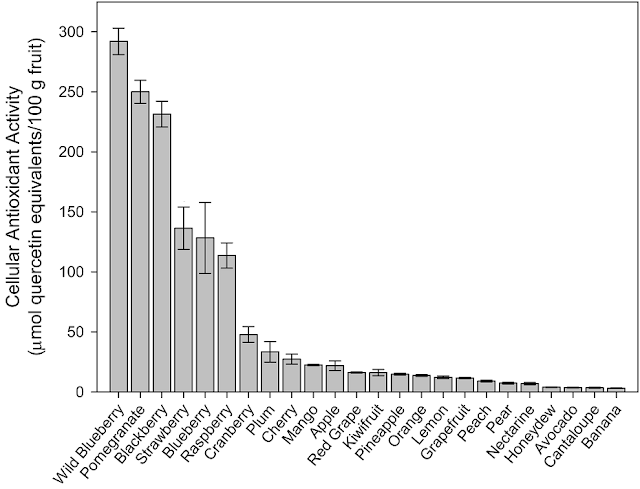 Cellular Antioxidant Activity
(μmol quercetin equivalents/100 g fruit)
300
250
200
150
100
50
0
Wild Blueberry
Pomegranate
Blackberry
Strawberry
Blueberry
Raspberry
Cranberry
Plum
Cherry
Mango
Apple
Red Grape
Kiwifruit
Pineapple
Orange
Lemon
Grapefruit
Peach
Pear
Nectarine
Honeydew
Avocado
Cantaloupe
Banana